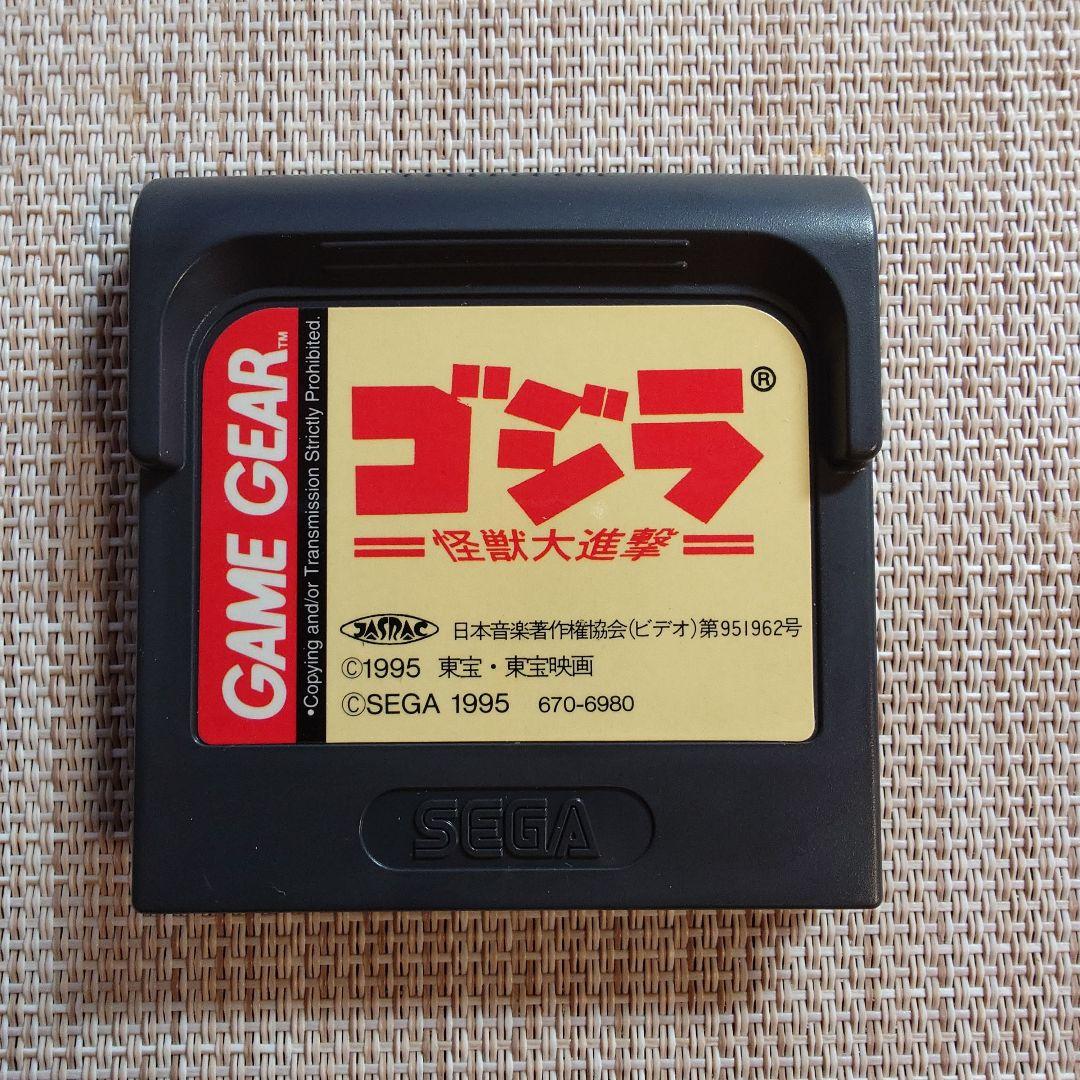 GAME GEAR™
•Copying and/or Transmission Strictly Prohibited.
ゴジラ®
怪獣大進撃
JASRAC 日本音楽著作権協会(ビデオ)第951962号
©1995 東宝・東宝映画
©SEGA 1995 670-6980
SEGA